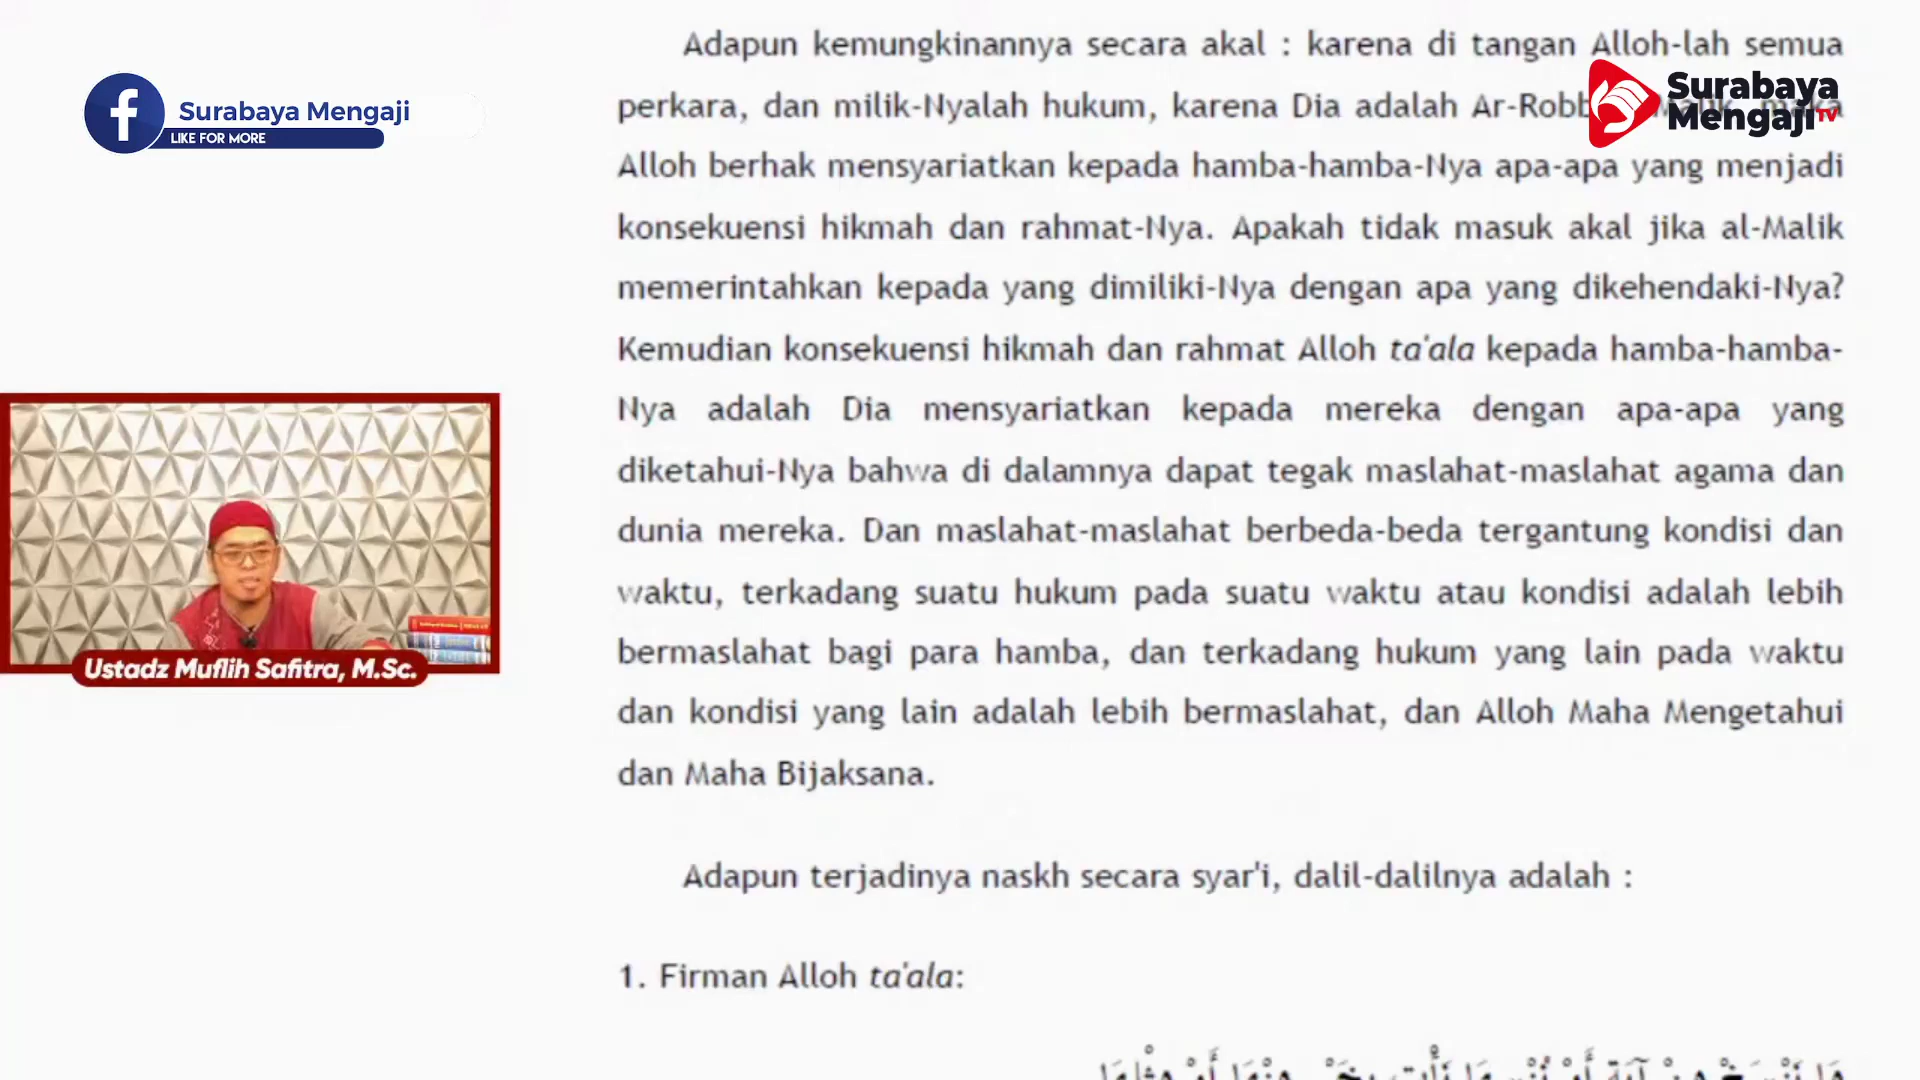 Adapun kemungkinannya secara akal : karena di tangan Alloh-lah semua
perkara, dan milik-Nyalah hukum, karena Dia adalah Ar-Robb maka
Alloh berhak mensyariatkan kepada hamba-hamba-Nya apa-apa yang menjadi
konsekuensi hikmah dan rahmat-Nya. Apakah tidak masuk akal jika al-Malik
memerintahkan kepada yang dimiliki-Nya dengan apa yang dikehendaki-Nya?
Kemudian konsekuensi hikmah dan rahmat Alloh ta'ala kepada hamba-hamba-
Nya adalah Dia mensyariatkan kepada mereka dengan apa-apa yang
diketahui-Nya bahwa di dalamnya dapat tegak maslahat-maslahat agama dan
dunia mereka. Dan maslahat-maslahat berbeda-beda tergantung kondisi dan
waktu, terkadang suatu hukum pada suatu waktu atau kondisi adalah lebih
bermaslahat bagi para hamba, dan terkadang hukum yang lain pada waktu
dan kondisi yang lain adalah lebih bermaslahat, dan Alloh Maha Mengetahui
dan Maha Bijaksana.
Adapun terjadinya naskh secara syar'i, dalil-dalilnya adalah :
1. Firman Alloh ta'ala:
Surabaya Mengaji
LIKE FOR MORE
Surabaya
Mengaji TV
Ustadz Muflih Safitra, M.Sc.